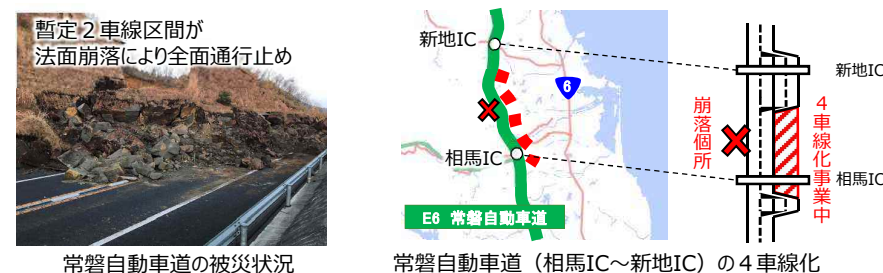 暫定２車線区間が
法面崩落により全面通行止め
常磐自動車道の被災状況
新地IC
6
相馬IC
E6 常磐自動車道
新地IC
崩落個所
４車線化事業中
相馬IC
常磐自動車道（相馬IC～新地IC）の４車線化